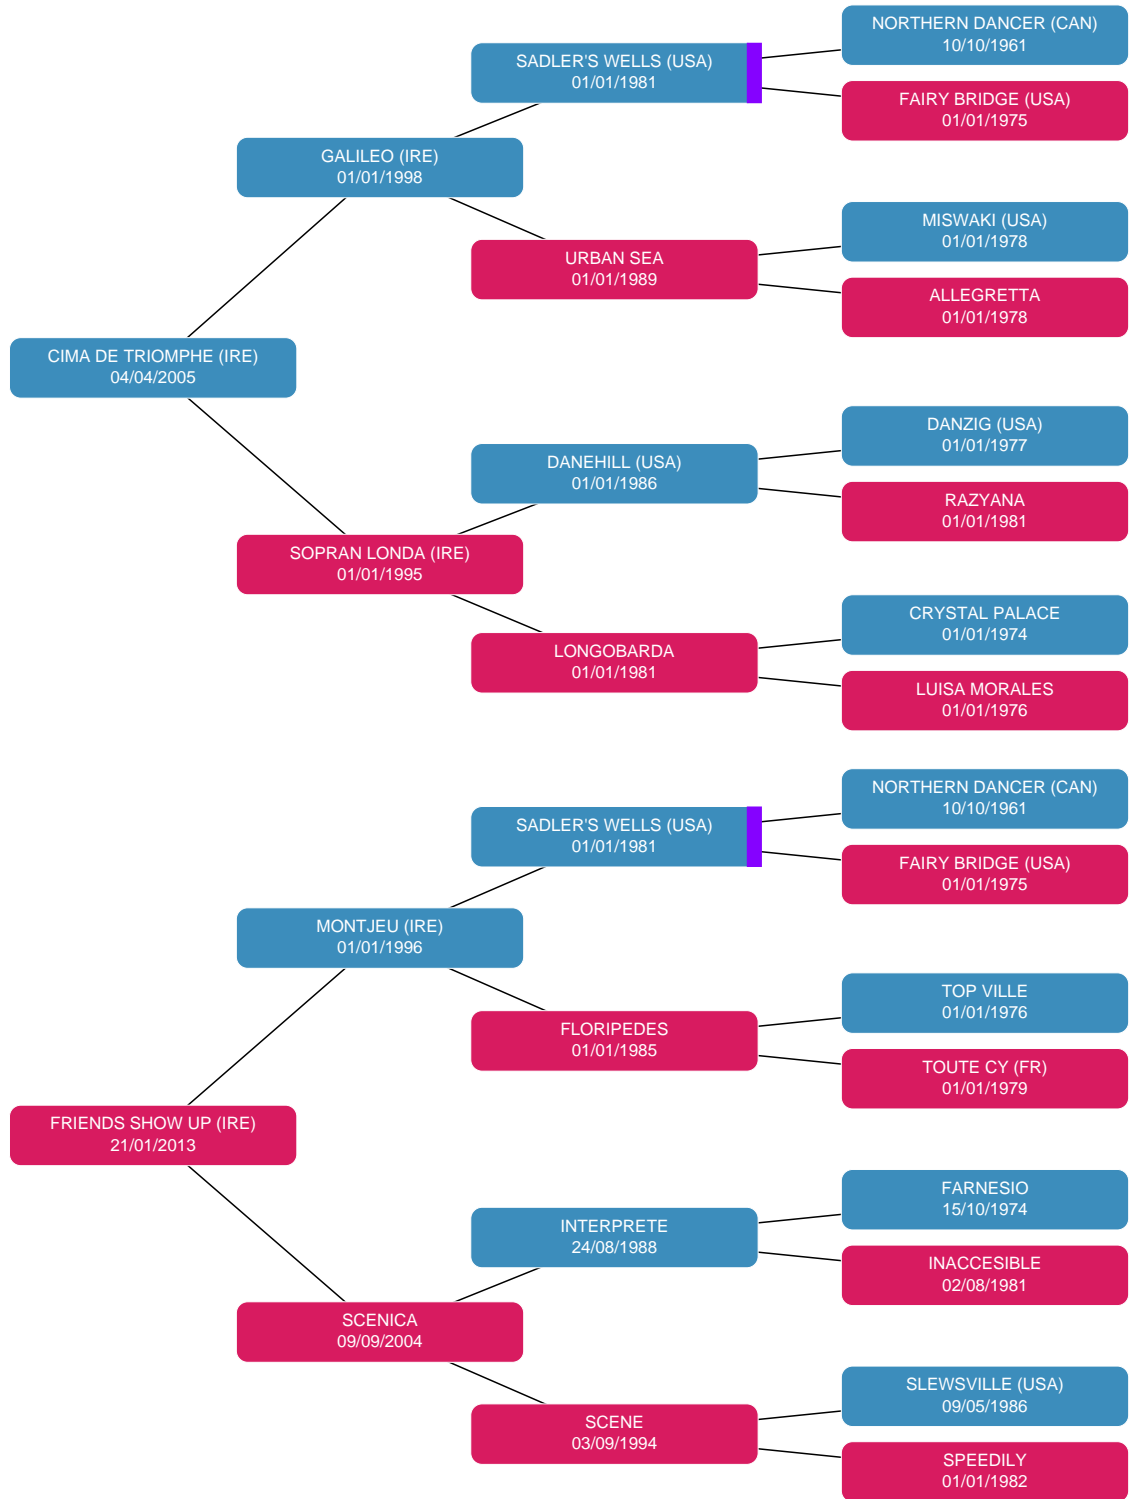 NORTHERN DANCER (CAN)
10/10/1961
SADLER'S WELLS (USA)
01/01/1981
FAIRY BRIDGE (USA)
01/01/1975
GALILEO (IRE)
01/01/1998
MISWAKI (USA)
01/01/1978
URBAN SEA
01/01/1989
ALLEGRETTA
01/01/1978
CIMA DE TRIOMPHE (IRE)
04/04/2005
DANZIG (USA)
01/01/1977
DANEHILL (USA)
01/01/1986
RAZYANA
01/01/1981
SOPRAN LONDA (IRE)
01/01/1995
CRYSTAL PALACE
01/01/1974
LONGOBARDA
01/01/1981
LUISA MORALES
01/01/1976
NORTHERN DANCER (CAN)
10/10/1961
SADLER'S WELLS (USA)
01/01/1981
FAIRY BRIDGE (USA)
01/01/1975
MONTJEU (IRE)
01/01/1996
TOP VILLE
01/01/1976
FLORIPEDES
01/01/1985
TOUTE CY (FR)
01/01/1979
FRIENDS SHOW UP (IRE)
21/01/2013
FARNESIO
15/10/1974
INTERPRETE
24/08/1988
INACCESIBLE
02/08/1981
SCENICA
09/09/2004
SLEWSVILLE (USA)
09/05/1986
SCENE
03/09/1994
SPEEDILY
01/01/1982